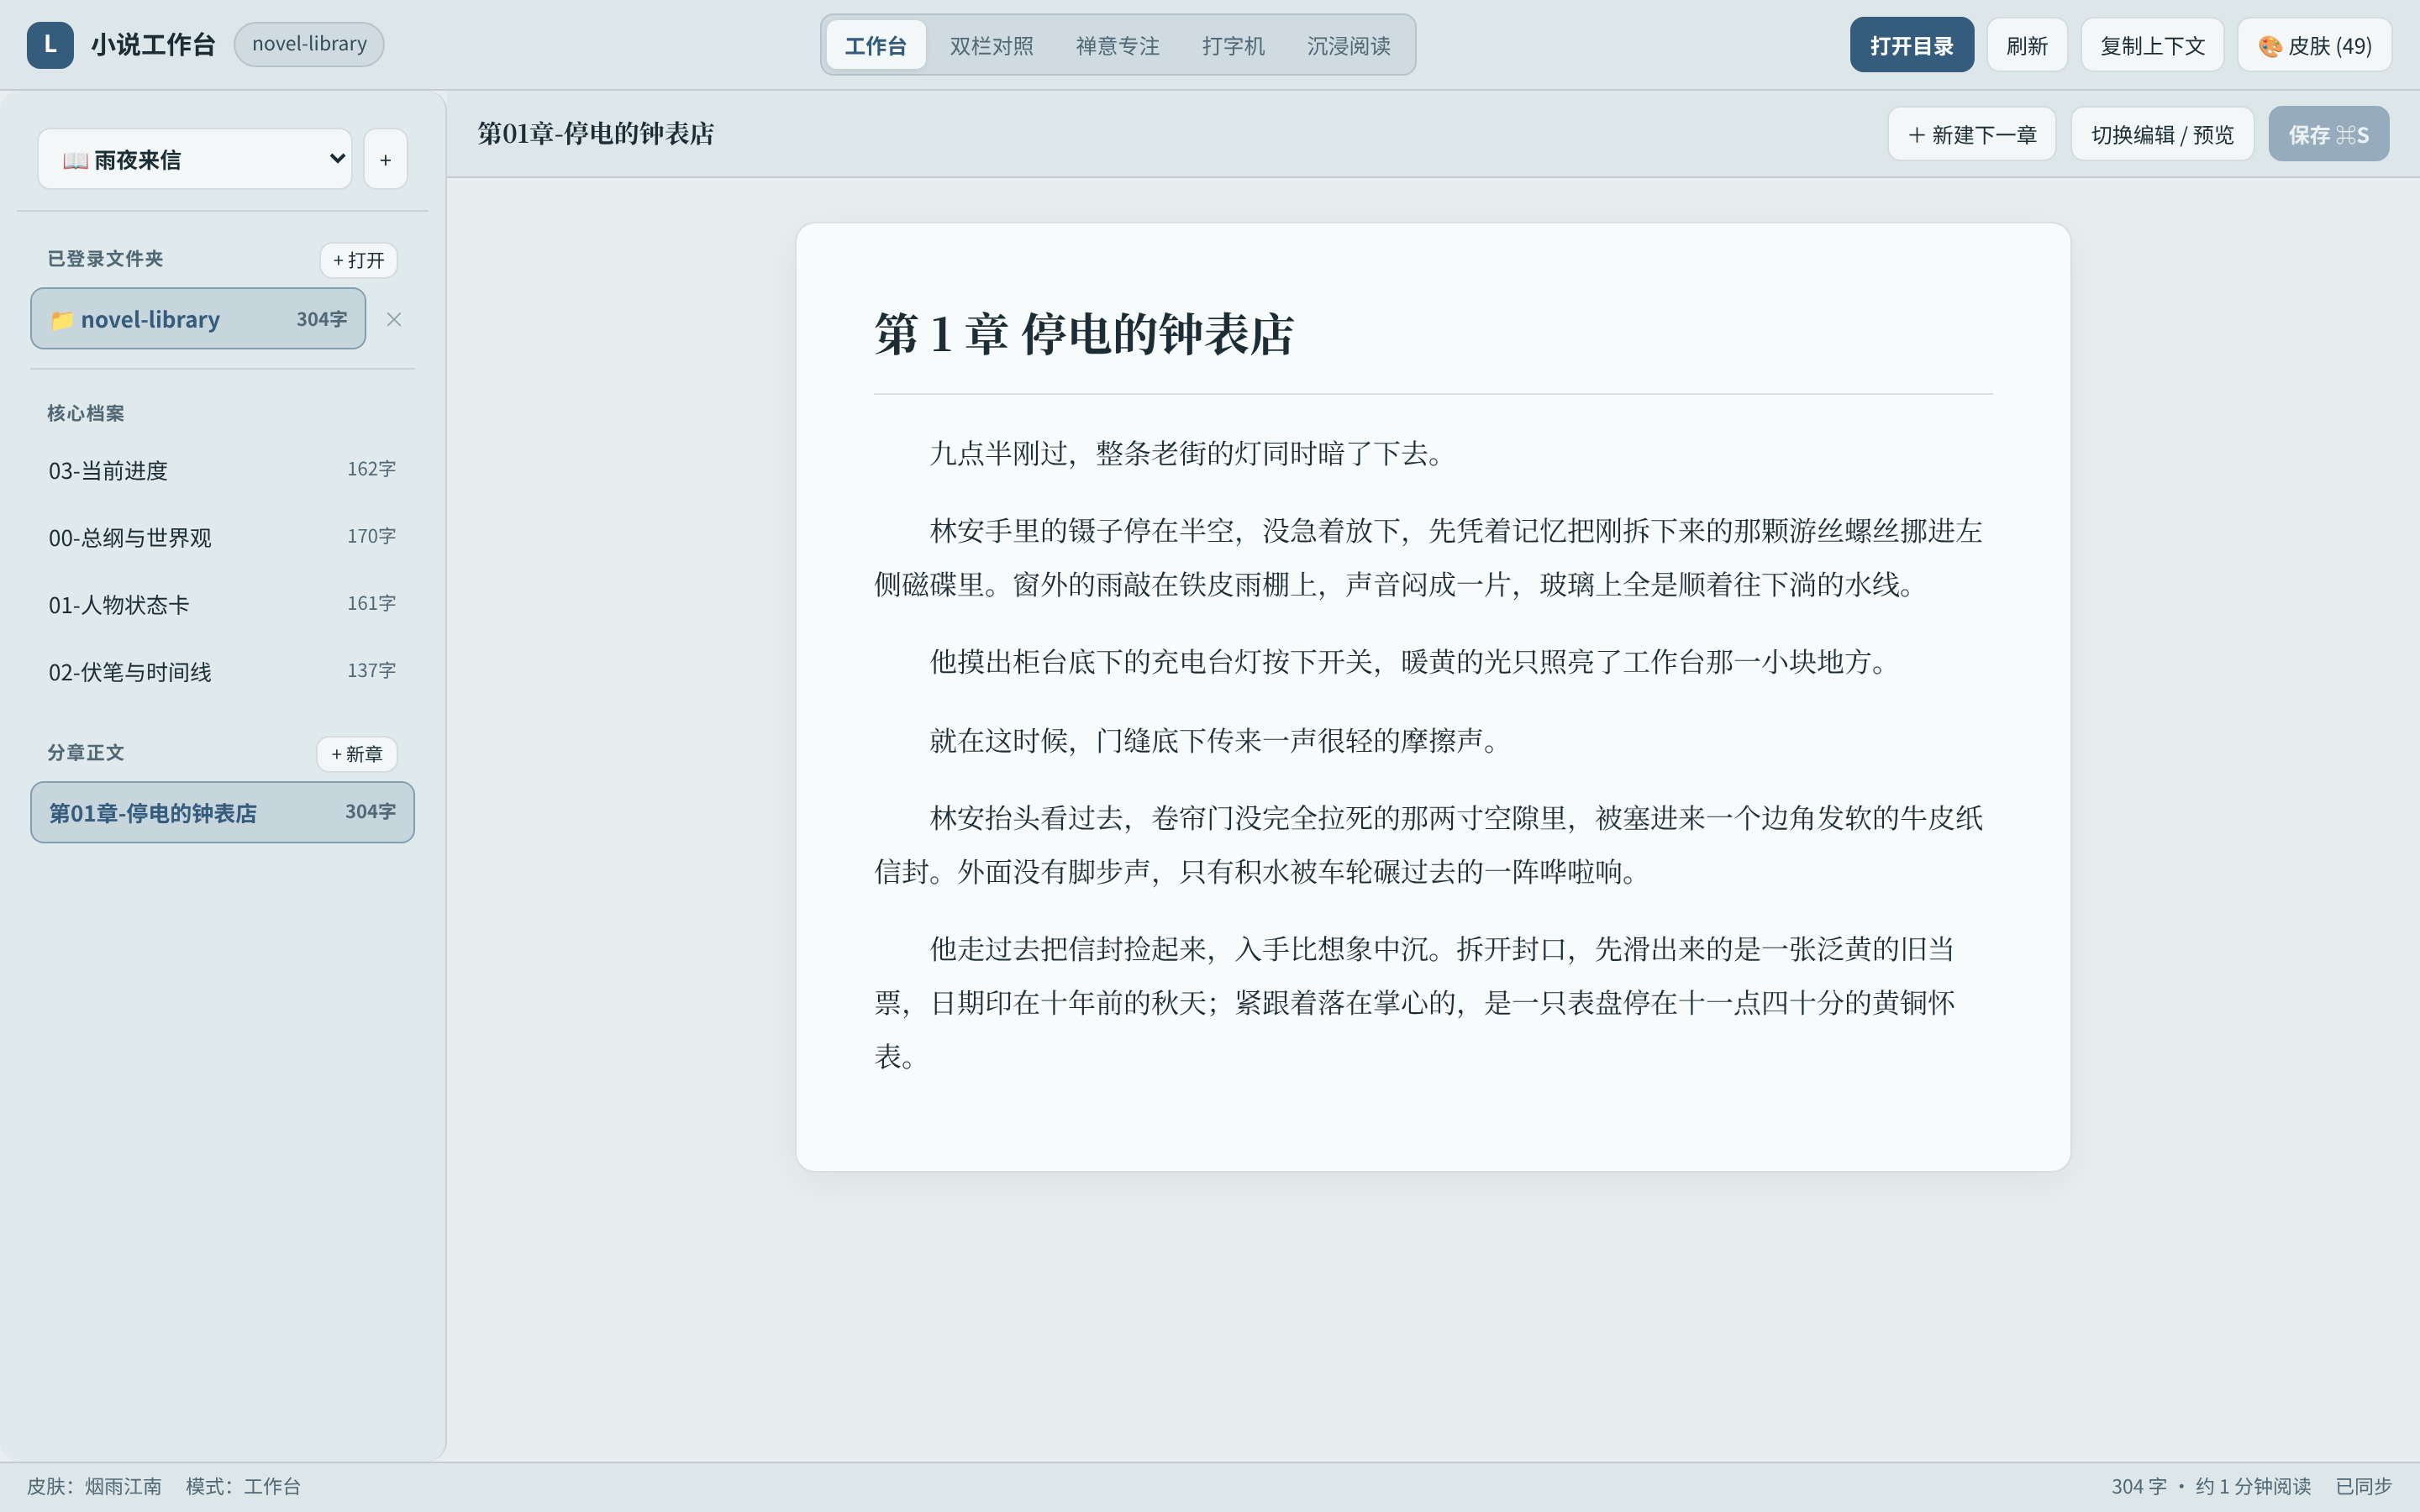 L 小说工作台 novel-library
工作台 双栏对照 禅意专注 打字机 沉浸阅读
打开目录 刷新 复制上下文 🎨 皮肤 (49)
📖 雨夜来信 +
已登录文件夹 + 打开
📁 novel-library 304字 ×
核心档案
03-当前进度 162字
00-总纲与世界观 170字
01-人物状态卡 161字
02-伏笔与时间线 137字
分章正文 + 新章
第01章-停电的钟表店 304字
第01章-停电的钟表店
＋ 新建下一章 切换编辑 / 预览 保存 ⌘S
第 1 章 停电的钟表店
九点半刚过，整条老街的灯同时暗了下去。
林安手里的镊子停在半空，没急着放下，先凭着记忆把刚拆下来的那颗游丝螺丝挪进左
侧磁碟里。窗外的雨敲在铁皮雨棚上，声音闷成一片，玻璃上全是顺着往下淌的水线。
他摸出柜台底下的充电台灯按下开关，暖黄的光只照亮了工作台那一小块地方。
就在这时候，门缝底下传来一声很轻的摩擦声。
林安抬头看过去，卷帘门没完全拉死的那两寸空隙里，被塞进来一个边角发软的牛皮纸
信封。外面没有脚步声，只有积水被车轮碾过去的一阵哗啦响。
他走过去把信封捡起来，入手比想象中沉。拆开封口，先滑出来的是一张泛黄的旧当
票，日期印在十年前的秋天；紧跟着落在掌心的，是一只表盘停在十一点四十分的黄铜怀
表。
皮肤：烟雨江南 模式：工作台
304 字 · 约 1 分钟阅读 已同步